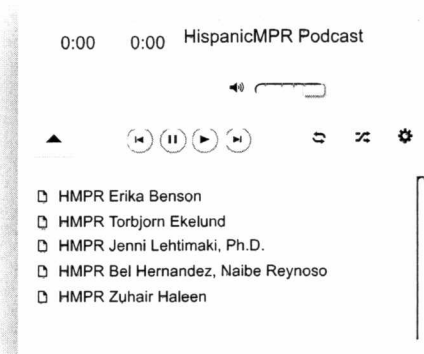 0:00 0:00 HispanicMPR Podcast
HMPR Erika Benson
HMPR Torbjorn Ekelund
HMPR Jenni Lehtimaki, Ph.D.
HMPR Bel Hernandez, Naibe Reynoso
HMPR Zuhair Haleen